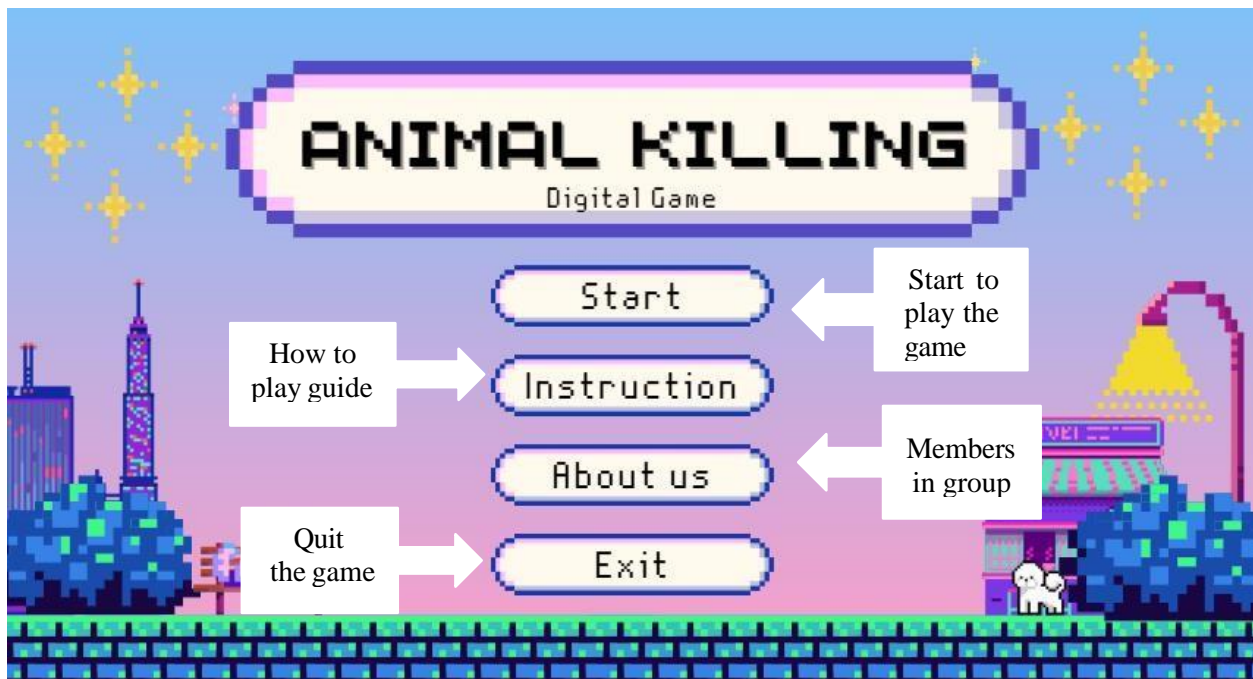 ANIMAL KILLING
Digital Game
Start
Start to
play the
game
How to
play guide
Instruction
About us
Members
in group
Quit
the game
Exit